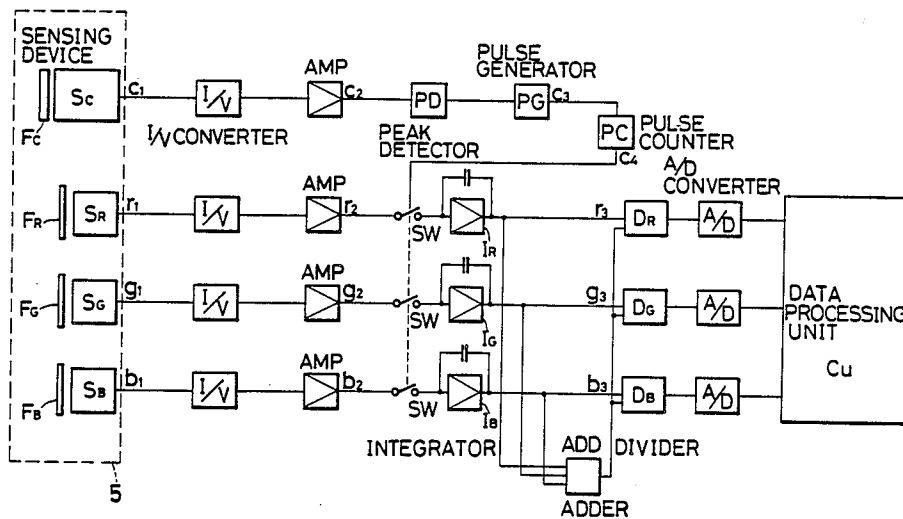 SENSING
DEVICE
Sc
Fc
C1
I/V
I/V CONVERTER
AMP
C2
PD
PEAK
DETECTOR
PULSE
GENERATOR
PG
C3
PC
PULSE
COUNTER
C4
A/D
CONVERTER
FR
SR
r1
I/V
AMP
r2
SW
IR
r3
DR
A/D
FG
SG
g1
I/V
AMP
g2
SW
IG
g3
DG
A/D
DATA
PROCESSING
UNIT
Cu
FB
SB
b1
I/V
AMP
b2
SW
IB
b3
DB
A/D
INTEGRATOR
ADD
DIVIDER
ADDER
5